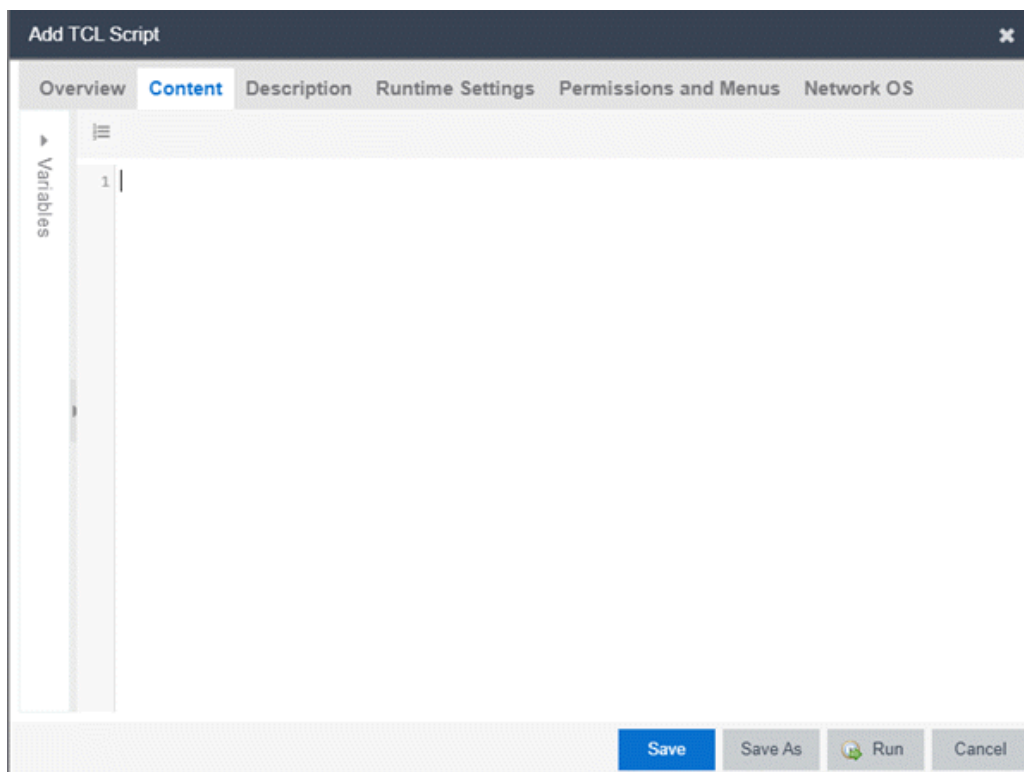 Add TCL Script
Overview Content Description Runtime Settings Permissions and Menus Network OS
Variables
1
Save Save As Run Cancel